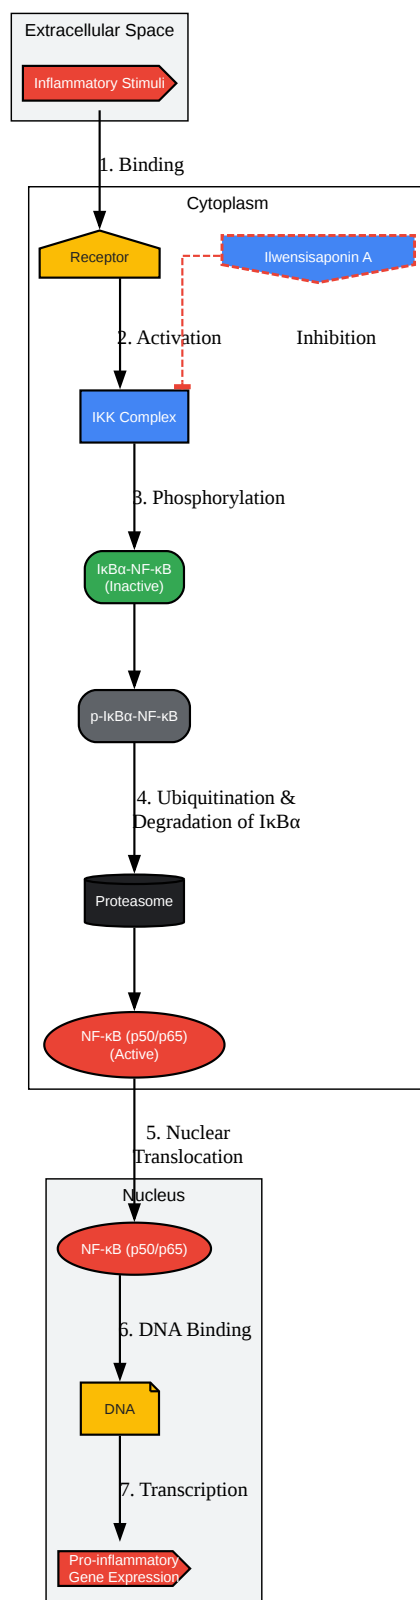 Extracellular Space
Inflammatory Stimuli
1. Binding
Cytoplasm
Receptor
Ilwensisaponin A
2. Activation
Inhibition
IKK Complex
3. Phosphorylation
IκBα-NF-κB
(Inactive)
p-IκBα-NF-κB
4. Ubiquitination &
Degradation of IκBα
Proteasome
NF-κB (p50/p65)
(Active)
5. Nuclear
Translocation
Nucleus
NF-κB (p50/p65)
6. DNA Binding
DNA
7. Transcription
Pro-inflammatory
Gene Expression